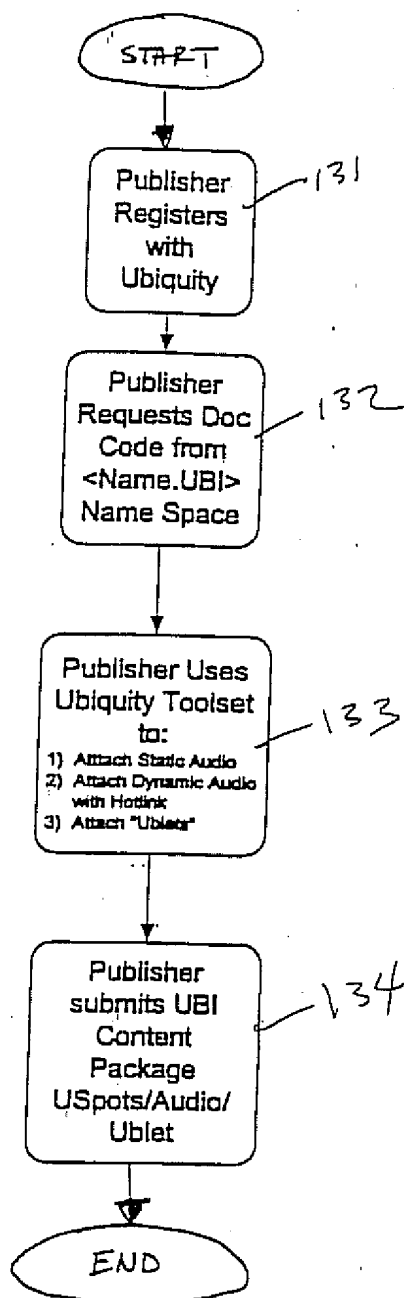 START
Publisher
Registers
with
Ubiquity
131
Publisher
Requests Doc
Code from
<Name.UBI>
Name Space
132
Publisher Uses
Ubiquity Toolset
to:
1) Atttach Static Audio
2) Attach Dynamic Audio
with Hotlink
3) Attach "Ublets"
133
Publisher
submits UBI
Content
Package
USpots/Audio/
Ublet
134
END